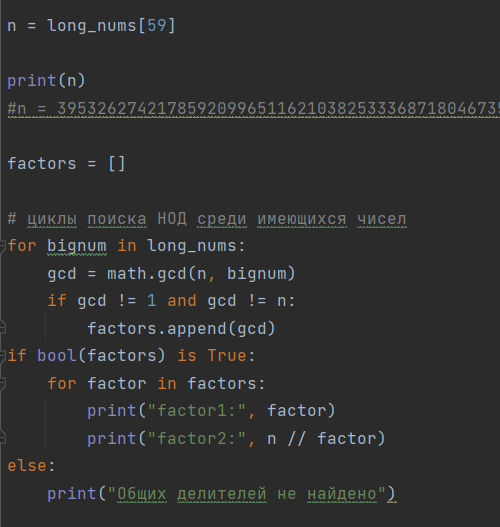 n = long_nums[59]
print(n)
#n = 395326274217859209965116210382533368718046735
factors = []
# циклы поиска НОД среди имеющихся чисел
for bignum in long_nums:
    gcd = math.gcd(n, bignum)
    if gcd != 1 and gcd != n:
        factors.append(gcd)
if bool(factors) is True:
    for factor in factors:
        print("factor1:", factor)
        print("factor2:", n // factor)
else:
    print("Общих делителей не найдено")